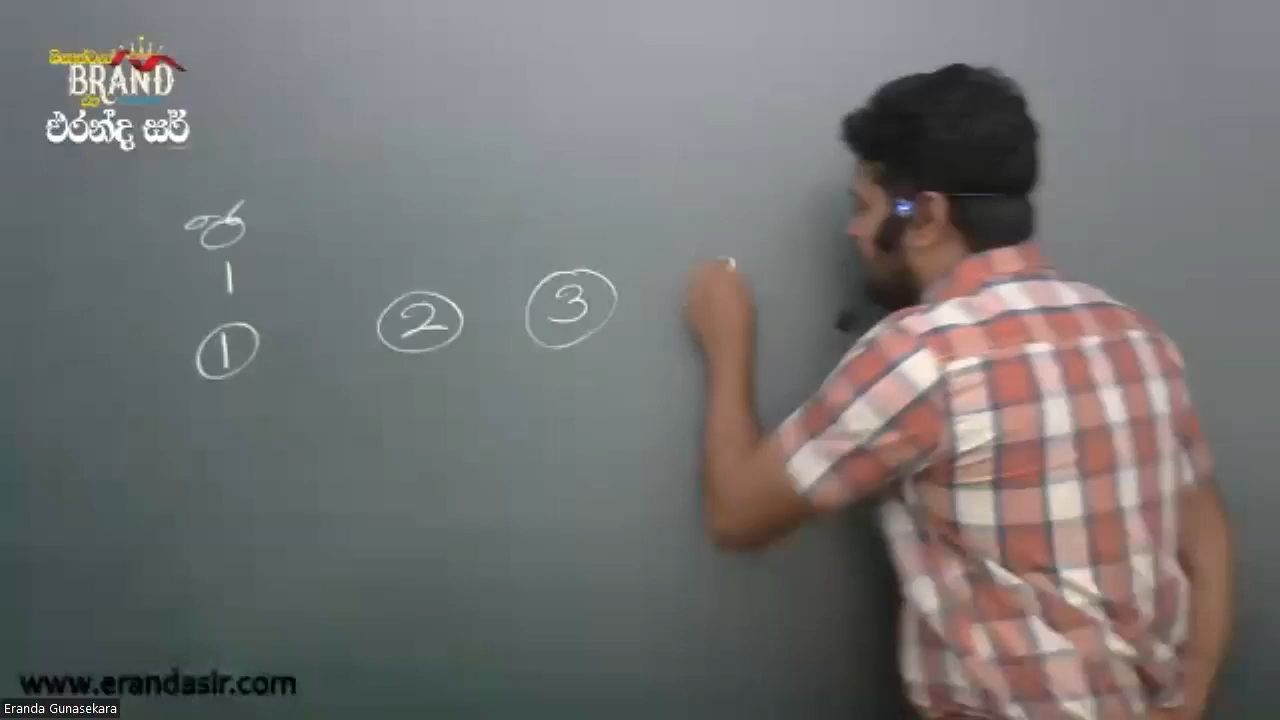 BRAND
එරන්ද සර්
1
1 2 3
www.erandasir.com
Eranda Gunasekara